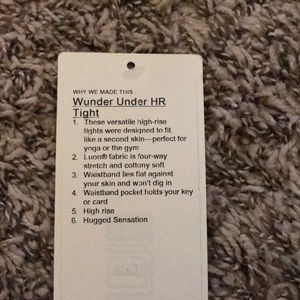 WHY WE MADE THIS
Wunder Under HR
Tight
1. These versatile high-rise
tights were designed to fit
like a second skin—perfect for
yoga or the gym
2. Luon® fabric is four-way
stretch and cottony soft
3. Waistband lies flat against
your skin and won't dig in
4. Waistband pocket holds your key
or card
5. High rise
6. Hugged Sensation